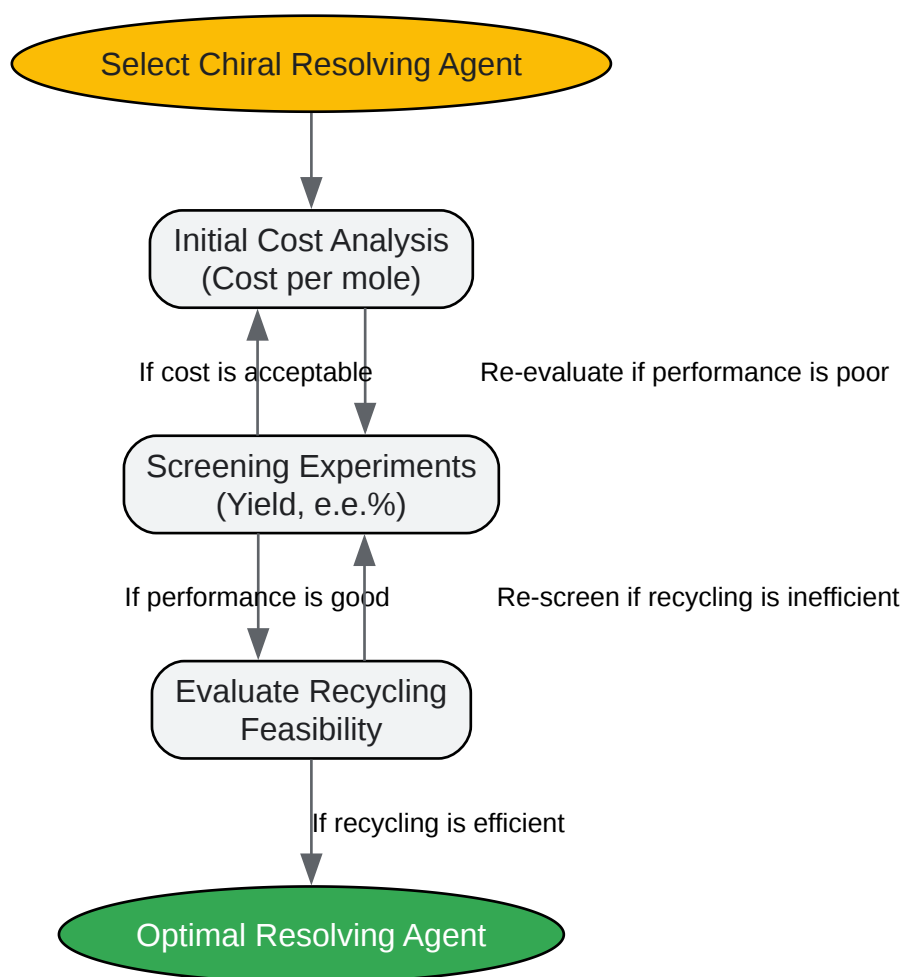 Select Chiral Resolving Agent
Initial Cost Analysis
(Cost per mole)
If cost is acceptable
Re-evaluate if performance is poor
Screening Experiments
(Yield, e.e.%)
If performance is good
Re-screen if recycling is inefficient
Evaluate Recycling
Feasibility
If recycling is efficient
Optimal Resolving Agent